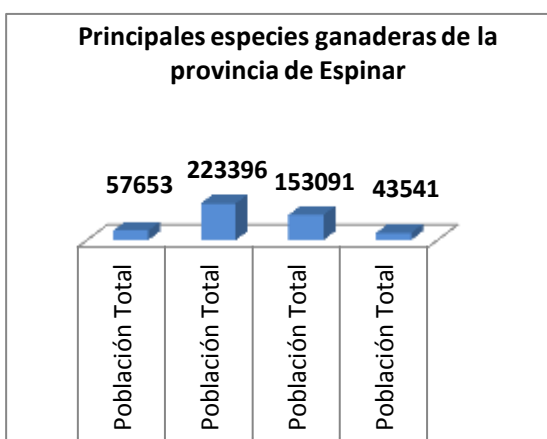 Principales especies ganaderas de la
provincia de Espinar
57653
223396
153091
43541
Población Total
Población Total
Población Total
Población Total